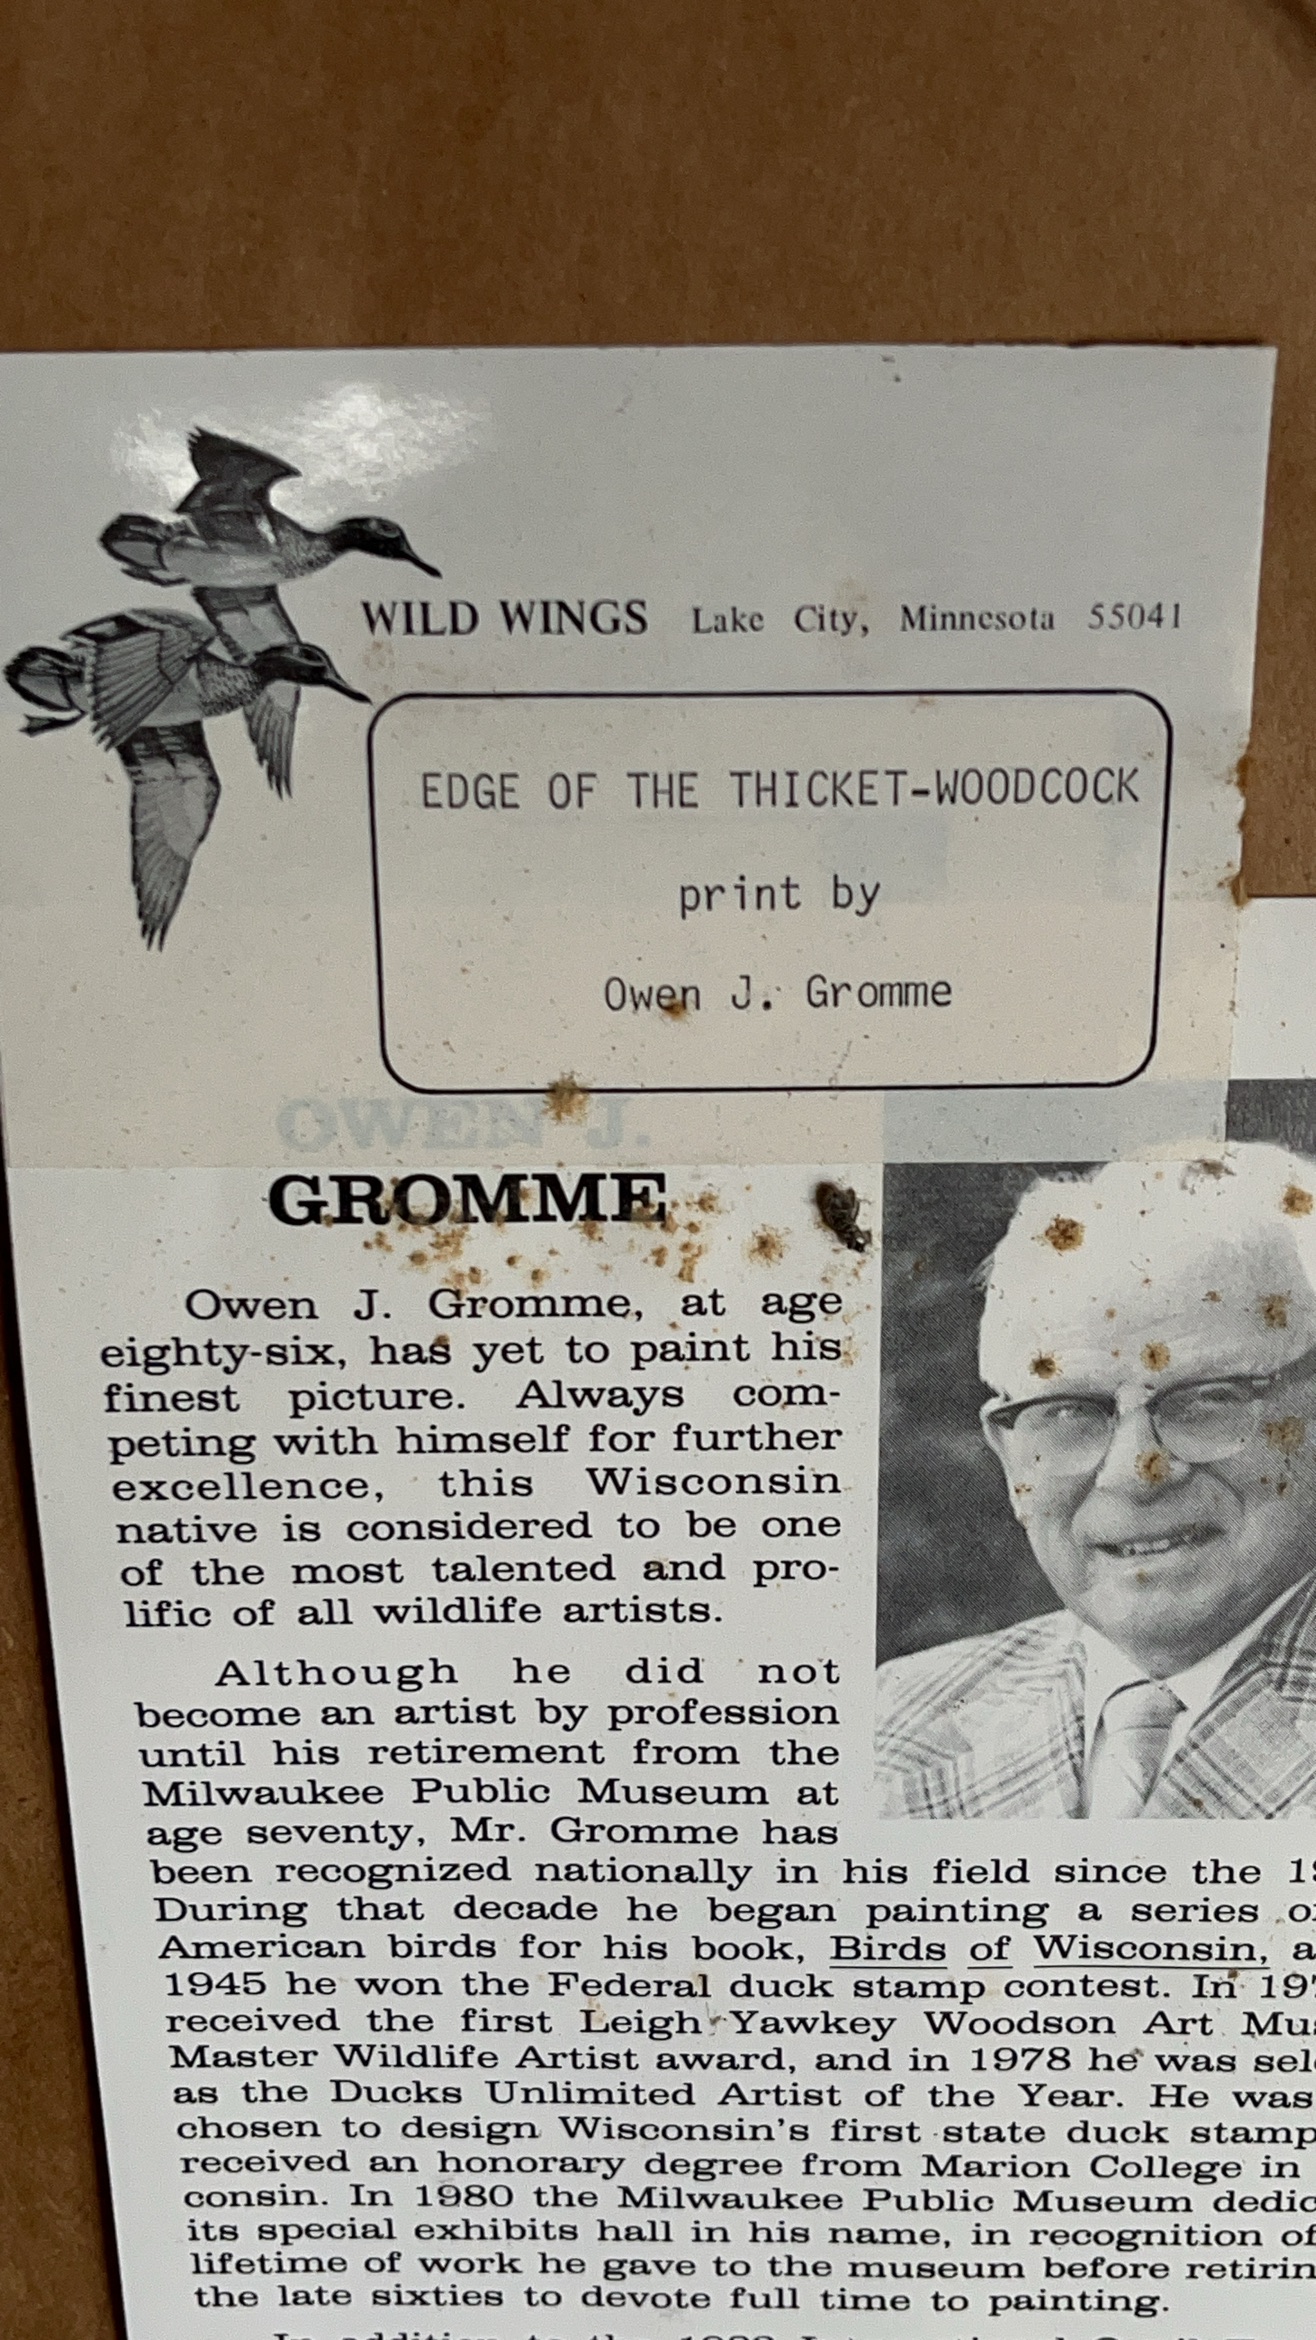 WILD WINGS Lake City, Minnesota 55041
EDGE OF THE THICKET-WOODCOCK
print by
Owen J. Gromme
OWEN J.
GROMME
Owen J. Gromme, at age
eighty-six, has yet to paint his
finest picture. Always com-
peting with himself for further
excellence, this Wisconsin
native is considered to be one
of the most talented and pro-
lific of all wildlife artists.
Although he did not
become an artist by profession
until his retirement from the
Milwaukee Public Museum at
age seventy, Mr. Gromme has
been recognized nationally in his field since the
During that decade he began painting a series
American birds for his book, Birds of Wisconsin,
1945 he won the Federal duck stamp contest. In
received the first Leigh Yawkey Woodson Art
Master Wildlife Artist award, and in 1978 he was
as the Ducks Unlimited Artist of the Year. He was
chosen to design Wisconsin's first state duck stamp
received an honorary degree from Marion College in
consin. In 1980 the Milwaukee Public Museum
its special exhibits hall in his name, in recognition of
lifetime of work he gave to the museum before
the late sixties to devote full time to painting.